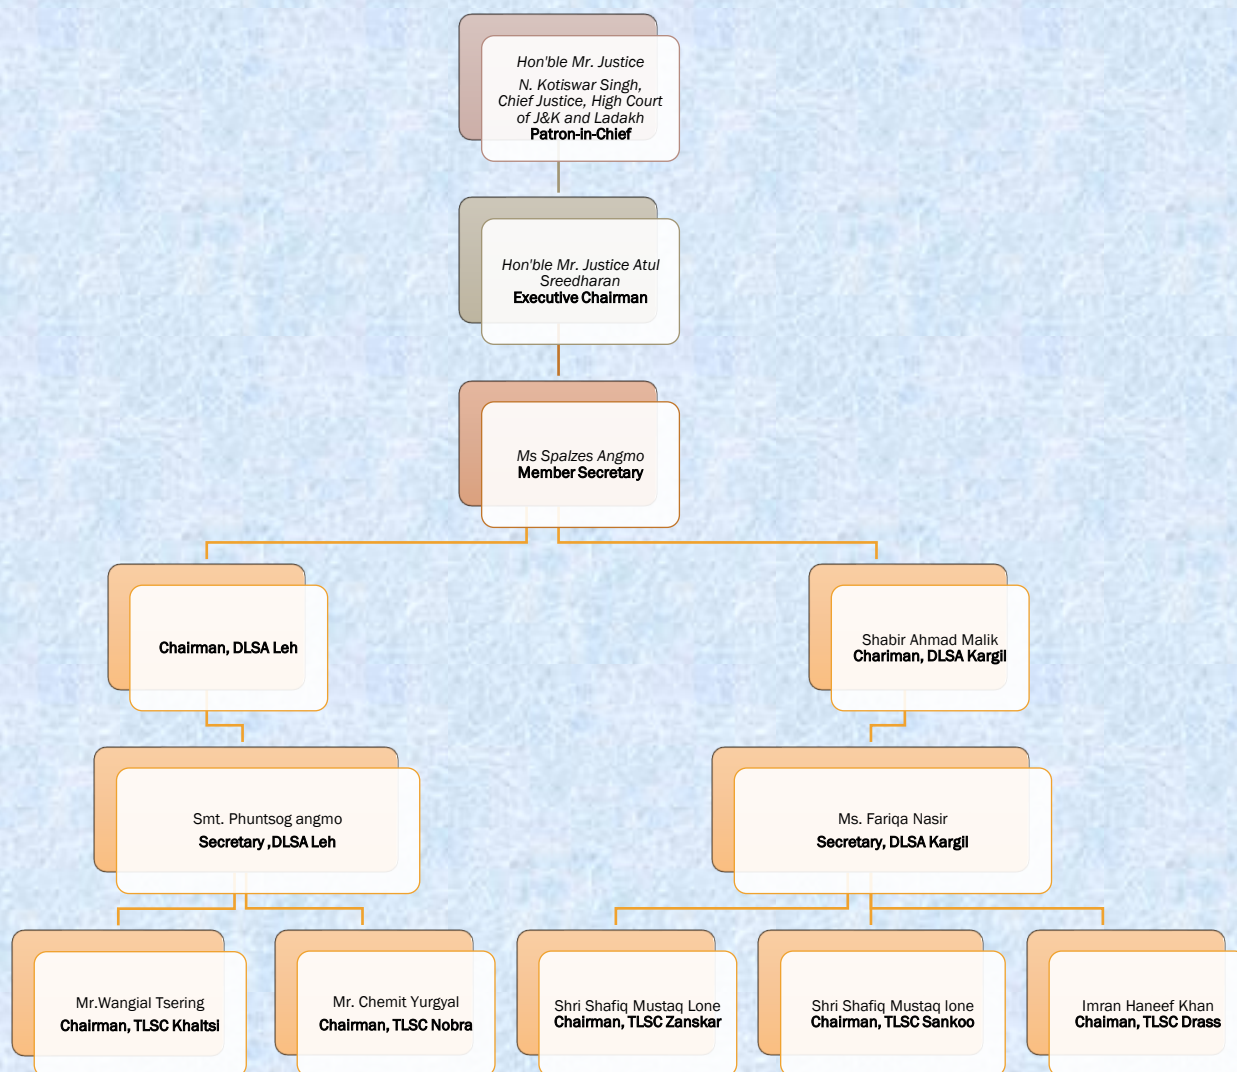 Hon'ble Mr. Justice
N. Kotiswar Singh,
Chief Justice, High Court
of J&K and Ladakh
Patron-in-Chief
Hon'ble Mr. Justice Atul
Sreedharan
Executive Chairman
Ms Spalzes Angmo
Member Secretary
Chairman, DLSA Leh
Shabir Ahmad Malik
Chariman, DLSA Kargil
Smt. Phuntsog angmo
Secretary ,DLSA Leh
Ms. Fariqa Nasir
Secretary, DLSA Kargil
Mr.Wangial Tsering
Chairman, TLSC Khaltsi
Mr. Chemit Yurgyal
Chairman, TLSC Nobra
Shri Shafiq Mustaq Lone
Chairman, TLSC Zanskar
Shri Shafiq Mustaq lone
Chairman, TLSC Sankoo
Imran Haneef Khan
Chaiman, TLSC Drass